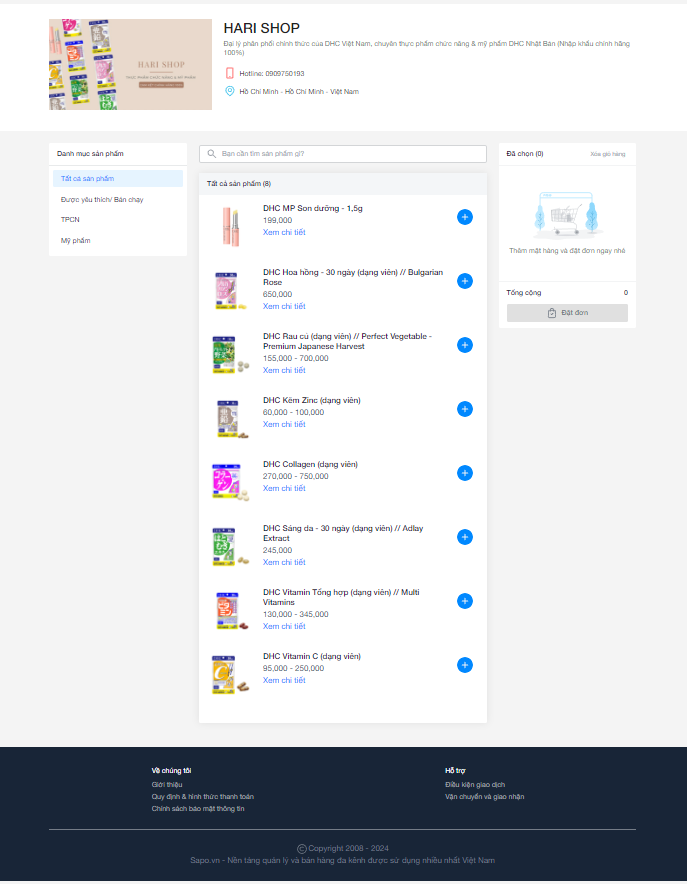 HARI SHOP
HARI SHOP
Đại lý phân phối chính thức của DHC Việt Nam, chuyên thực phẩm chức năng & mỹ phẩm DHC Nhật Bản (Nhập khẩu chính hãng
100%)
Hotline: 0909750193
Hồ Chí Minh - Hồ Chí Minh - Việt Nam
Danh mục sản phẩm
Tất cả sản phẩm
Được yêu thích/ Bán chạy
TPCN
Mỹ phẩm
Bạn cần tìm sản phẩm gì?
Tất cả sản phẩm (8)
DHC MP Son dưỡng - 1,5g
199,000
Xem chi tiết
DHC Hoa hồng - 30 ngày (dạng viên) // Bulgarian
Rose
650,000
Xem chi tiết
DHC Rau củ (dạng viên) // Perfect Vegetable -
Premium Japanese Harvest
155,000 - 700,000
Xem chi tiết
DHC Kẽm Zinc (dạng viên)
60,000 - 100,000
Xem chi tiết
DHC Collagen (dạng viên)
270,000 - 750,000
Xem chi tiết
DHC Sáng da - 30 ngày (dạng viên) // Adlay
Extract
245,000
Xem chi tiết
DHC Vitamin Tổng hợp (dạng viên) // Multi
Vitamins
130,000 - 345,000
Xem chi tiết
DHC Vitamin C (dạng viên)
95,000 - 250,000
Xem chi tiết
Đã chọn (0)
Xóa giỏ hàng
Thêm mặt hàng và đặt đơn ngay nhé
Tổng cộng
0
Đặt đơn
Về chúng tôi
Giới thiệu
Quy định & hình thức thanh toán
Chính sách bảo mật thông tin
Hỗ trợ
Điều kiện giao dịch
Vận chuyển và giao nhận
© Copyright 2008 - 2024
Sapo.vn - Nền tảng quản lý và bán hàng đa kênh được sử dụng nhiều nhất Việt Nam